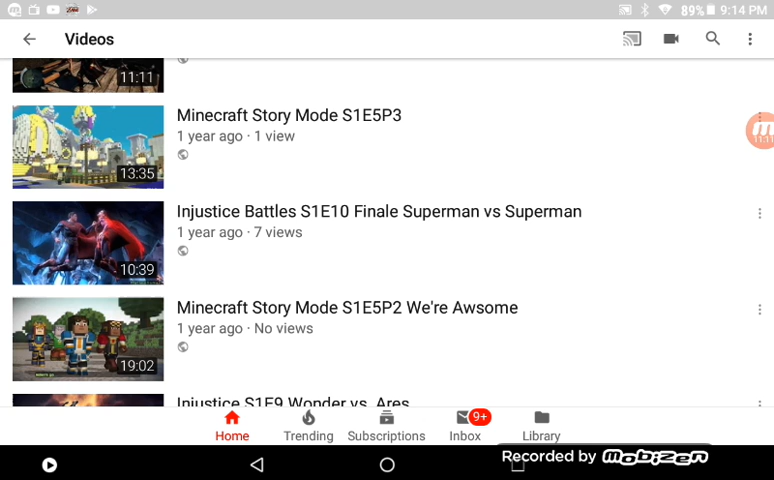 89% 9:14 PM
Videos
11:11
Minecraft Story Mode S1E5P3
1 year ago · 1 view
13:35
11:11
Injustice Battles S1E10 Finale Superman vs Superman
1 year ago · 7 views
10:39
Minecraft Story Mode S1E5P2 We're Awsome
1 year ago · No views
19:02
Injustice S1E9 Wonder vs. Ares
9+
Home Trending Subscriptions Inbox Library
Recorded by Mobizen